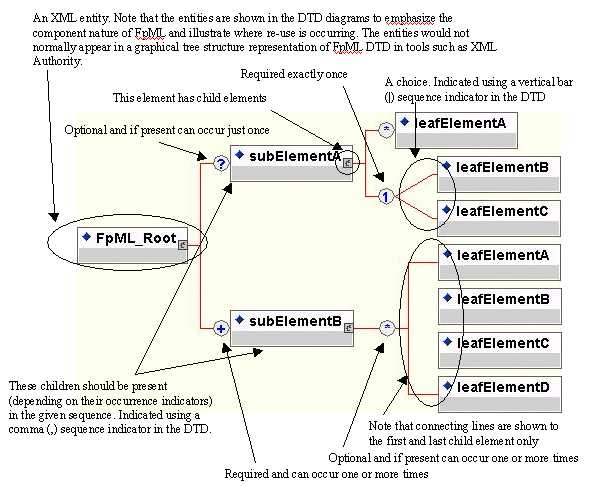 An XML entity. Note that the entities are shown in the DTD diagrams to emphasize the
component nature of FpML and illustrate where re-use is occurring. The entities would not
normally appear in a graphical tree structure representation of FpML DTD in tools such as XML
Authority.
Required exactly once
A choice. Indicated using a vertical bar
(|) sequence indicator in the DTD
This element has child elements
Optional and if present can occur just once
* leafElementA
? subElementA
leafElementB
1
leafElementC
FpML_Root
leafElementA
leafElementB
+ subElementB *
leafElementC
leafElementD
These children should be present
(depending on their occurrence indicators)
in the given sequence. Indicated using a
comma (,) sequence indicator in the DTD.
Note that connecting lines are shown to
the first and last child element only
Optional and if present can occur one or more times
Required and can occur one or more times